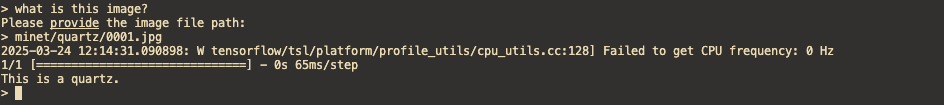 > what is this image?
Please provide the image file path:
> minet/quartz/0001.jpg
2025-03-24 12:14:31.090898: W tensorflow/tsl/platform/profile_utils/cpu_utils.cc:128] Failed to get CPU frequency: 0 Hz
1/1 [==============================] - 0s 65ms/step
This is a quartz.
>